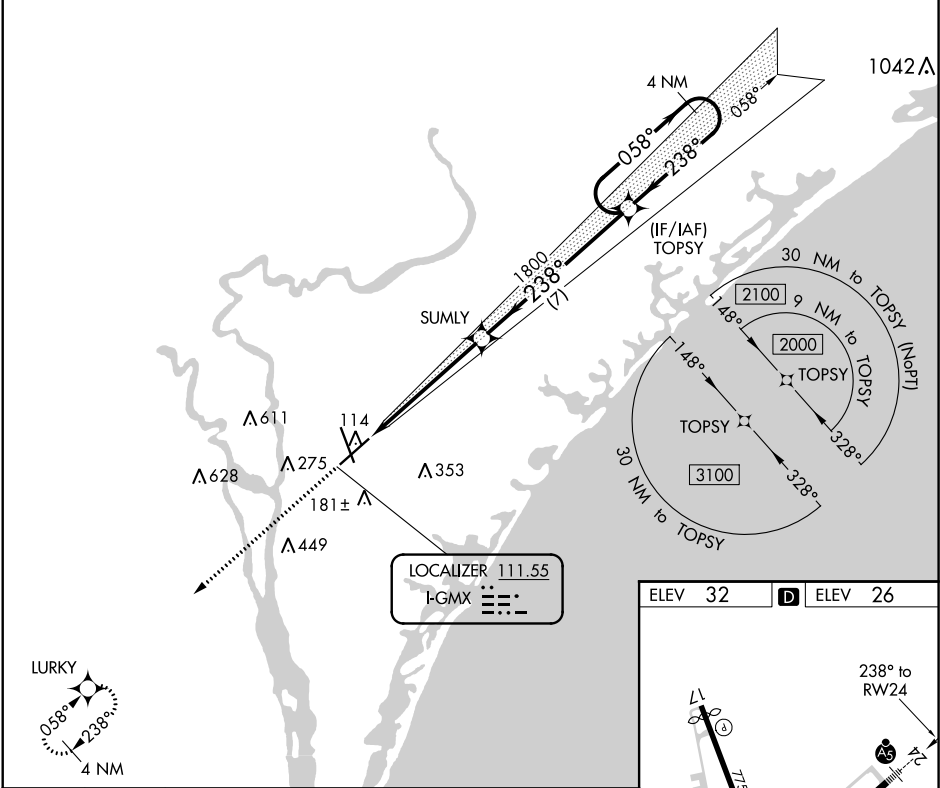 1042
4 NM
058°
058°
238°
(IF/IAF)
TOPSY
1800
238°
(7)
SUMLY
30 NM to TOPSY (NoPT)
2100
9 NM to TOPSY
148°
2000
TOPSY
328°
148°
TOPSY
3100
328°
30 NM to TOPSY
611
114
275
628
353
181±
449
LOCALIZER 111.55
I-GMX
LURKY
058°
238°
4 NM
ELEV 32
D
ELEV 26
238° to
RW24
17
P
A5
24
775